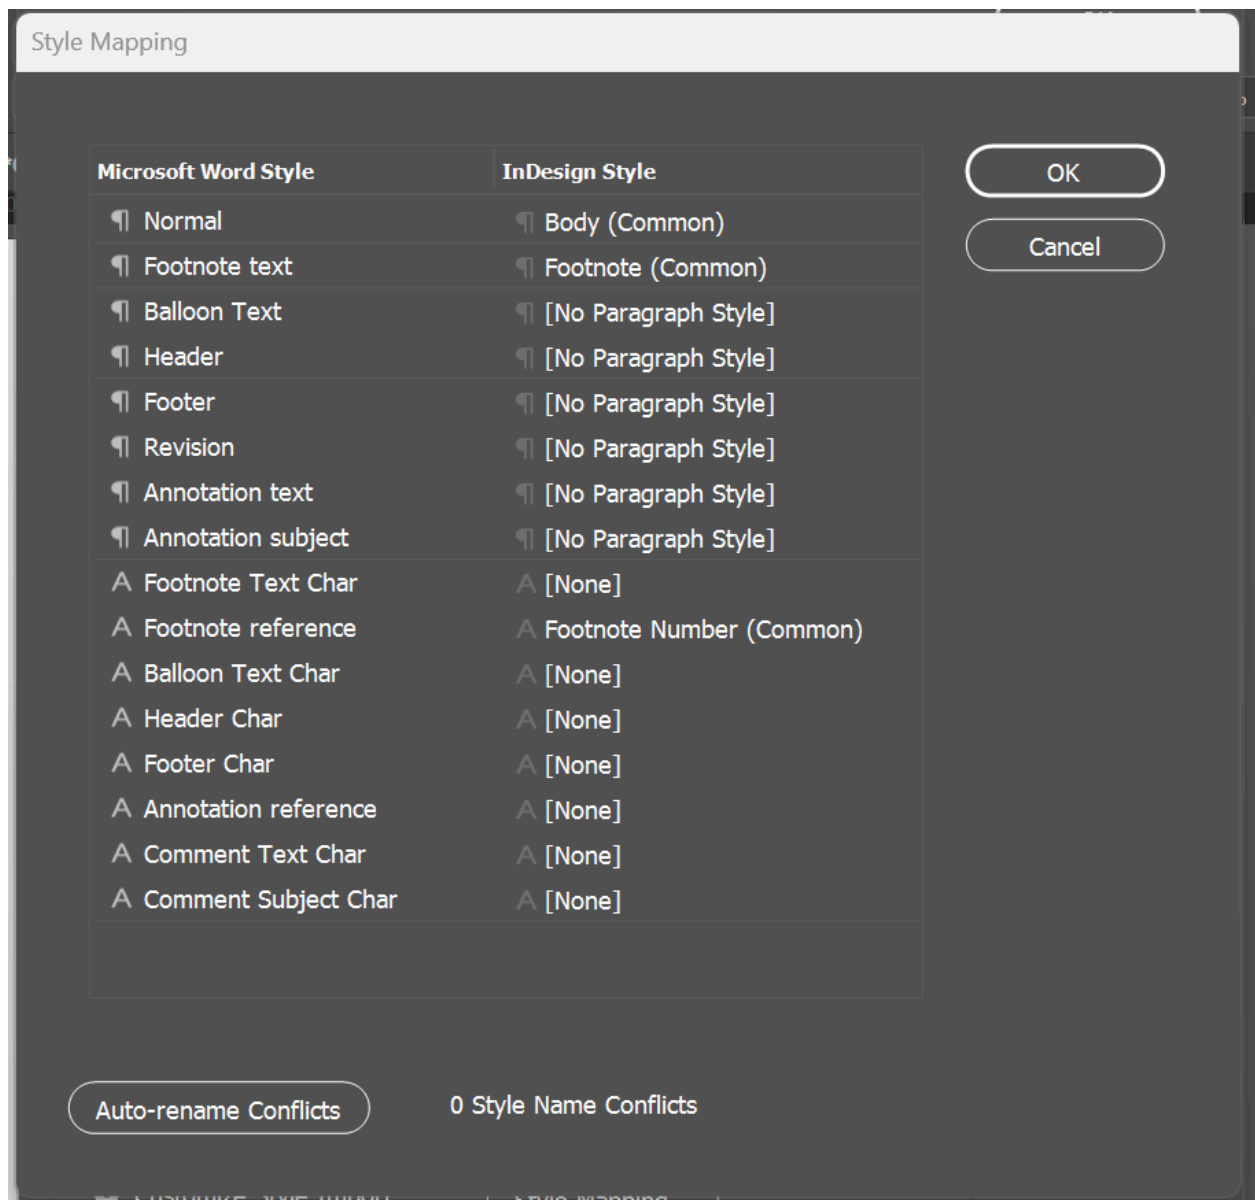 Style Mapping
Microsoft Word Style InDesign Style
¶ Normal ¶ Body (Common)
¶ Footnote text ¶ Footnote (Common)
¶ Balloon Text ¶ [No Paragraph Style]
¶ Header ¶ [No Paragraph Style]
¶ Footer ¶ [No Paragraph Style]
¶ Revision ¶ [No Paragraph Style]
¶ Annotation text ¶ [No Paragraph Style]
¶ Annotation subject ¶ [No Paragraph Style]
A Footnote Text Char A [None]
A Footnote reference A Footnote Number (Common)
A Balloon Text Char A [None]
A Header Char A [None]
A Footer Char A [None]
A Annotation reference A [None]
A Comment Text Char A [None]
A Comment Subject Char A [None]
OK
Cancel
Auto-rename Conflicts 0 Style Name Conflicts